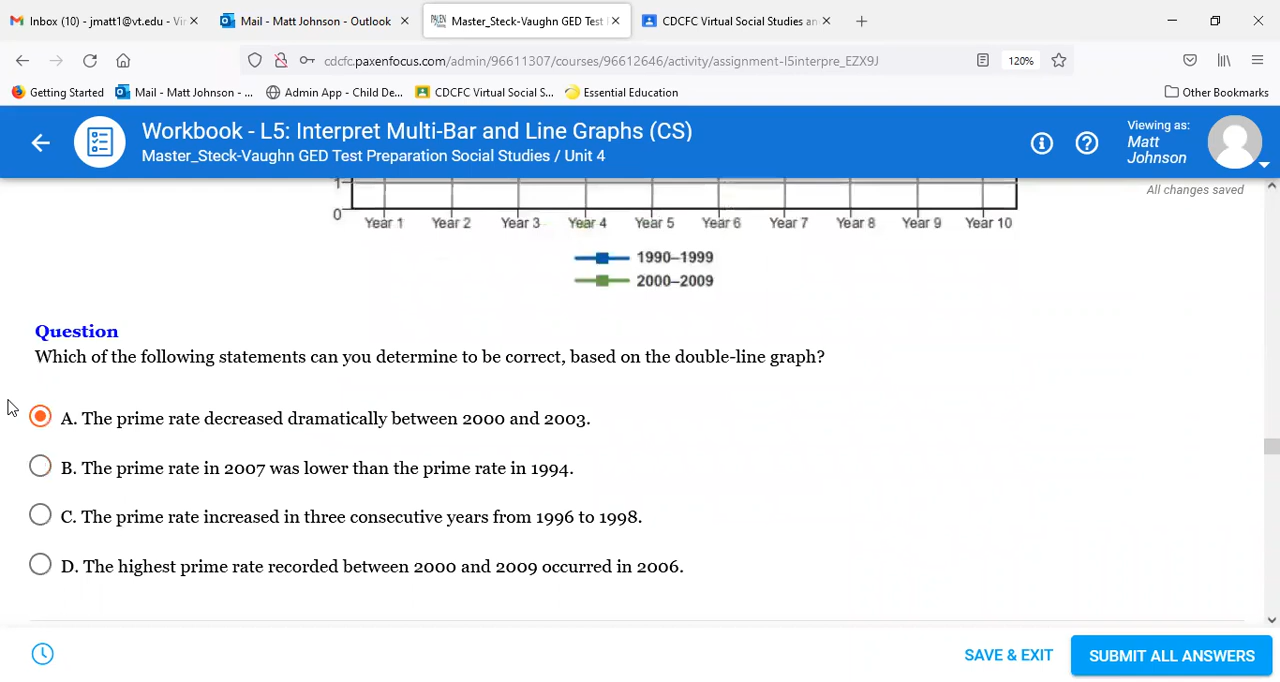 Inbox (10) - jmatt1@vt.edu - Vir
Mail - Matt Johnson - Outlook
PAXEN
Master_Steck-Vaughn GED Test
CDCFC Virtual Social Studies an
cdcfc.paxenfocus.com/admin/96611307/courses/96612646/activity/assignment-l5interpre_EZX9J
120%
Getting Started
Mail - Matt Johnson - ...
Admin App - Child De...
CDCFC Virtual Social S...
Essential Education
Other Bookmarks
Workbook - L5: Interpret Multi-Bar and Line Graphs (CS)
Master_Steck-Vaughn GED Test Preparation Social Studies / Unit 4
Viewing as:
Matt
Johnson
All changes saved
1
0
Year 1 Year 2 Year 3 Year 4 Year 5 Year 6 Year 7 Year 8 Year 9 Year 10
1990–1999
2000–2009
Question
Which of the following statements can you determine to be correct, based on the double-line graph?
A. The prime rate decreased dramatically between 2000 and 2003.
B. The prime rate in 2007 was lower than the prime rate in 1994.
C. The prime rate increased in three consecutive years from 1996 to 1998.
D. The highest prime rate recorded between 2000 and 2009 occurred in 2006.
SAVE & EXIT
SUBMIT ALL ANSWERS